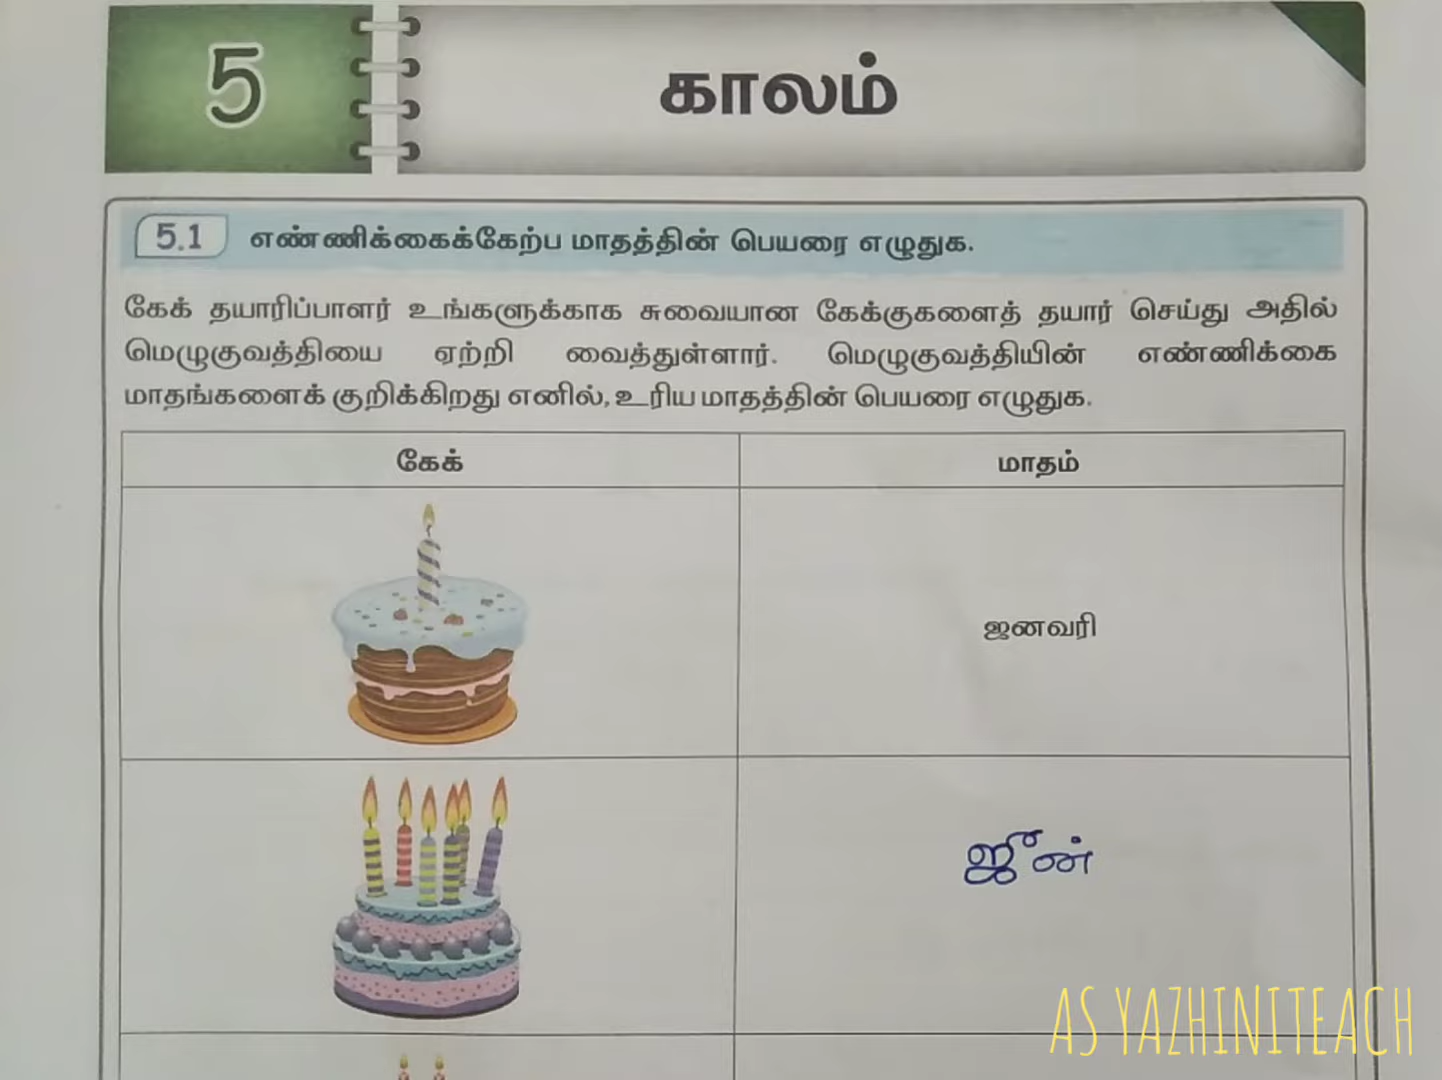 5
காலம்
5.1 எண்ணிக்கைக்கேற்ப மாதத்தின் பெயரை எழுதுக.
கேக் தயாரிப்பாளர் உங்களுக்காக சுவையான கேக்குகளைத் தயார் செய்து அதில்
மெழுகுவத்தியை ஏற்றி வைத்துள்ளார். மெழுகுவத்தியின் எண்ணிக்கை
மாதங்களைக் குறிக்கிறது எனில், உரிய மாதத்தின் பெயரை எழுதுக.
கேக் மாதம்
ஜனவரி
ஜூன்
AS YAZHINITEACH